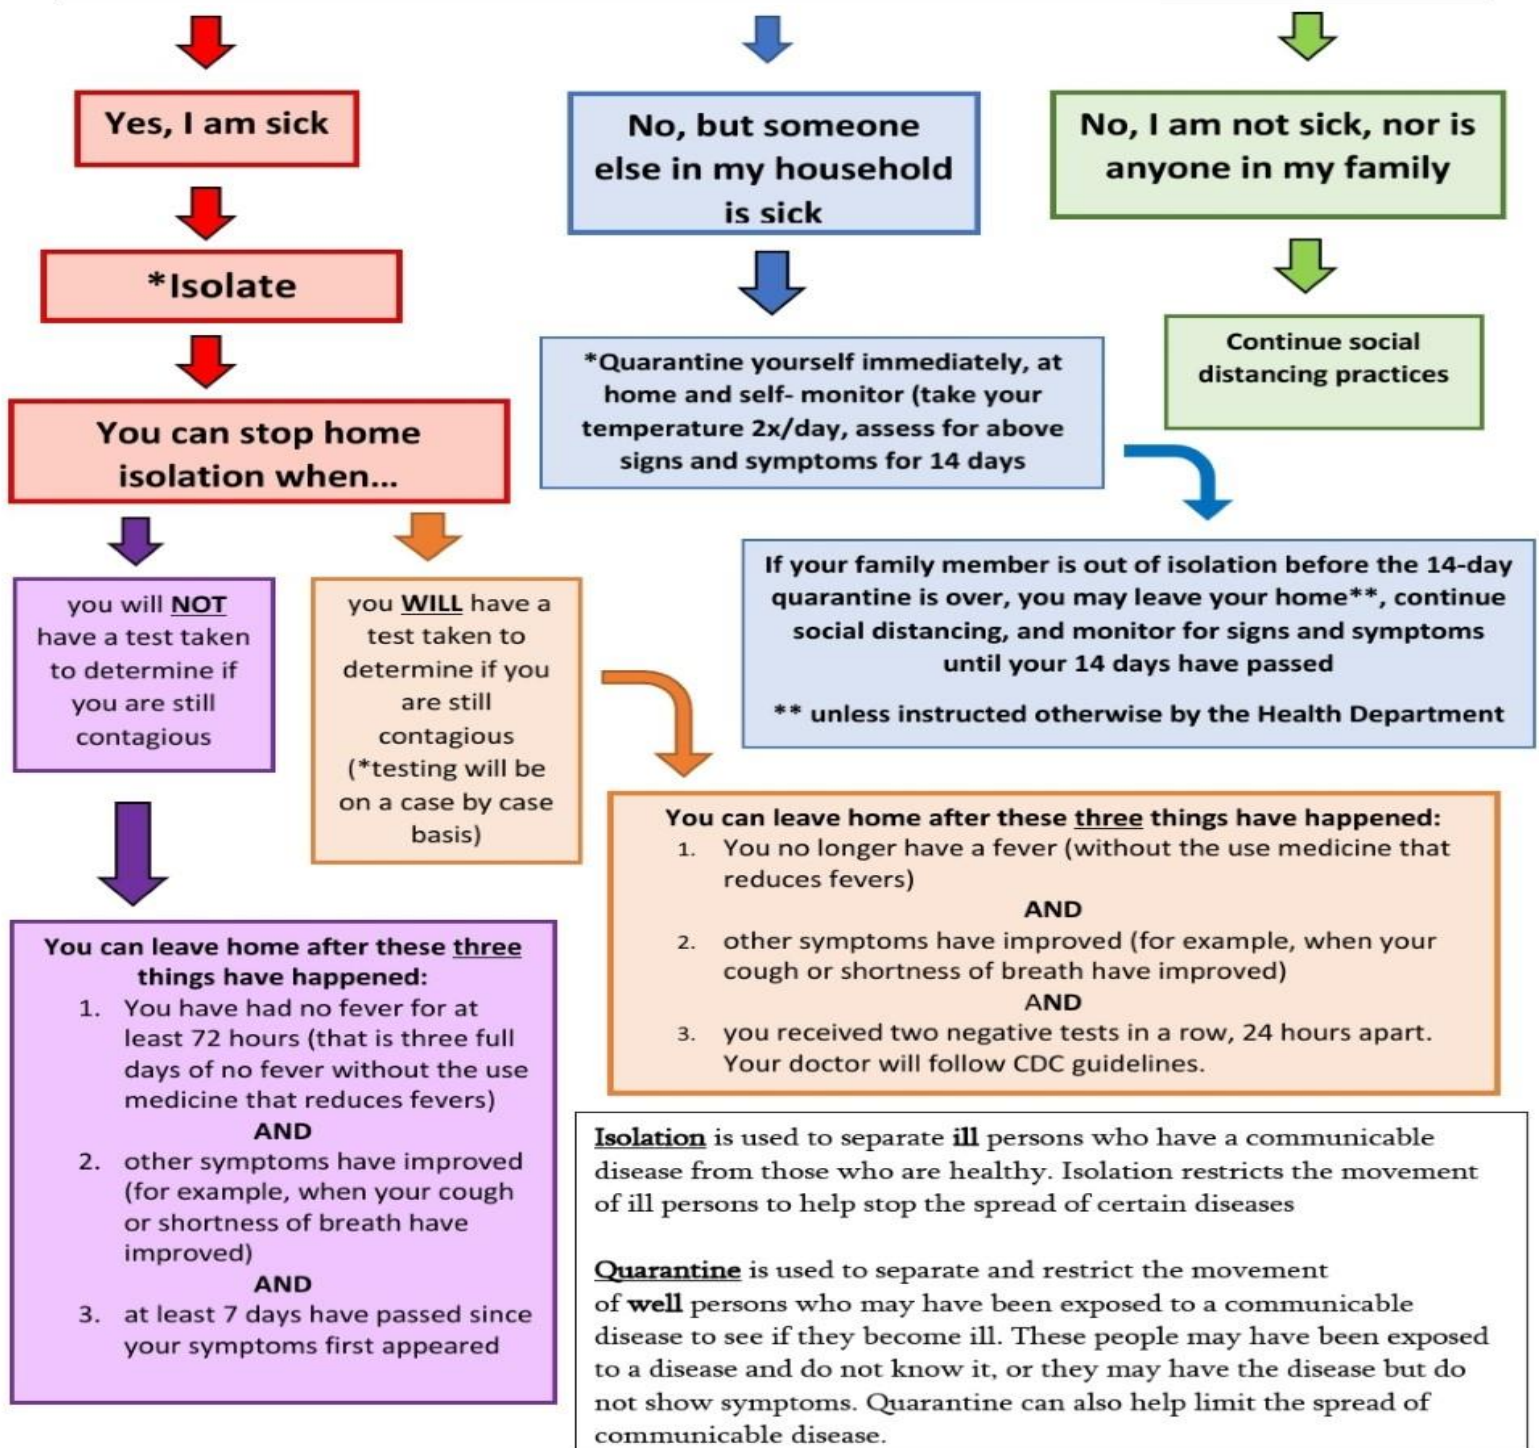 Yes, I am sick
*Isolate
You can stop home
isolation when...
you will NOT
have a test taken
to determine if
you are still
contagious
You can leave home after these three
things have happened:
1. You have had no fever for at
least 72 hours (that is three full
days of no fever without the use
medicine that reduces fevers)
AND
2. other symptoms have improved
(for example, when your cough
or shortness of breath have
improved)
AND
3. at least 7 days have passed since
your symptoms first appeared
you WILL have a
test taken to
determine if you
are still
contagious
(*testing will be
on a case by case
basis)
You can leave home after these three things have happened:
1. You no longer have a fever (without the use medicine that
reduces fevers)
AND
2. other symptoms have improved (for example, when your
cough or shortness of breath have improved)
AND
3. you received two negative tests in a row, 24 hours apart.
Your doctor will follow CDC guidelines.
No, but someone
else in my household
is sick
*Quarantine yourself immediately, at
home and self- monitor (take your
temperature 2x/day, assess for above
signs and symptoms for 14 days
If your family member is out of isolation before the 14-day
quarantine is over, you may leave your home**, continue
social distancing, and monitor for signs and symptoms
until your 14 days have passed
** unless instructed otherwise by the Health Department
No, I am not sick, nor is
anyone in my family
Continue social
distancing practices
Isolation is used to separate ill persons who have a communicable
disease from those who are healthy. Isolation restricts the movement
of ill persons to help stop the spread of certain diseases
Quarantine is used to separate and restrict the movement
of well persons who may have been exposed to a communicable
disease to see if they become ill. These people may have been exposed
to a disease and do not know it, or they may have the disease but do
not show symptoms. Quarantine can also help limit the spread of
communicable disease.